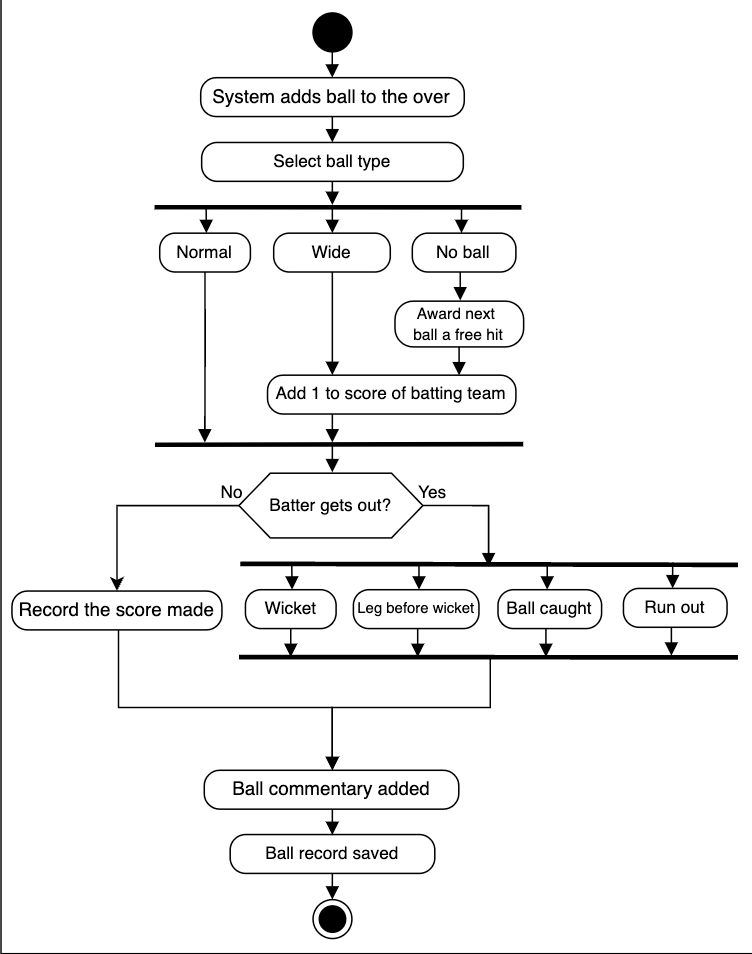 System adds ball to the over
Select ball type
Normal
Wide
No ball
Award next
ball a free hit
Add 1 to score of batting team
No
Batter gets out?
Yes
Record the score made
Wicket
Leg before wicket
Ball caught
Run out
Ball commentary added
Ball record saved